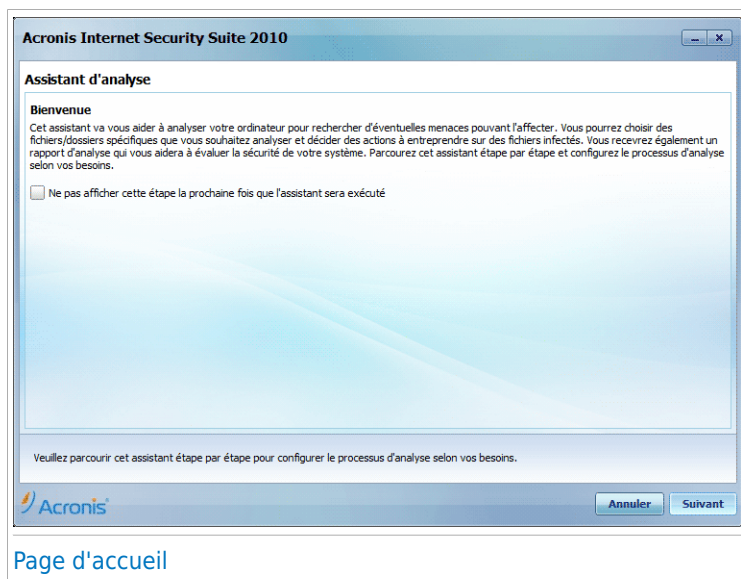 Acronis Internet Security Suite 2010
Assistant d'analyse
Bienvenue
Cet assistant va vous aider à analyser votre ordinateur pour rechercher d'éventuelles menaces pouvant l'affecter. Vous pourrez choisir des
fichiers/dossiers spécifiques que vous souhaitez analyser et décider des actions à entreprendre sur des fichiers infectés. Vous recevrez également un
rapport d'analyse qui vous aidera à évaluer la sécurité de votre système. Parcourez cet assistant étape par étape et configurez le processus d'analyse
selon vos besoins.
Ne pas afficher cette étape la prochaine fois que l'assistant sera exécuté
Veuillez parcourir cet assistant étape par étape pour configurer le processus d'analyse selon vos besoins.
Acronis
Annuler Suivant
Page d'accueil